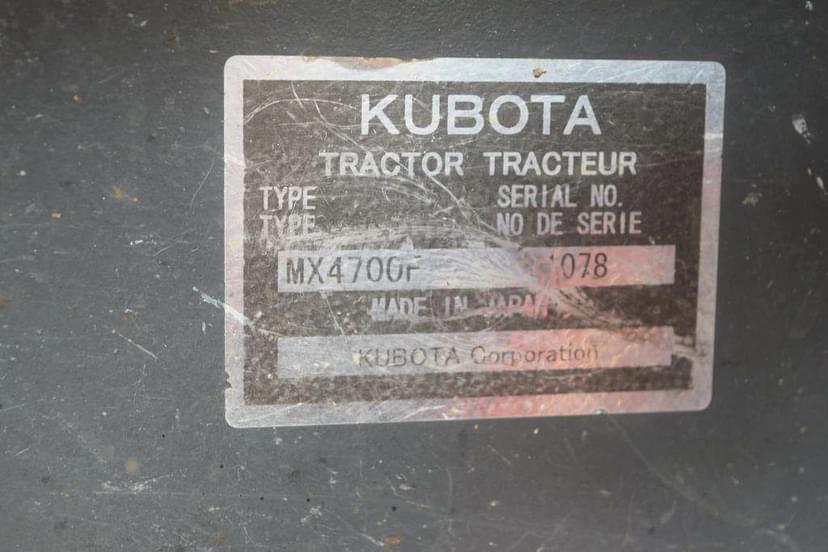 KUBOTA
TRACTOR TRACTEUR
TYPE SERIAL NO.
TYPE NO DE SERIE
MX4700F 1078
MADE IN JAPAN
KUBOTA Corporation